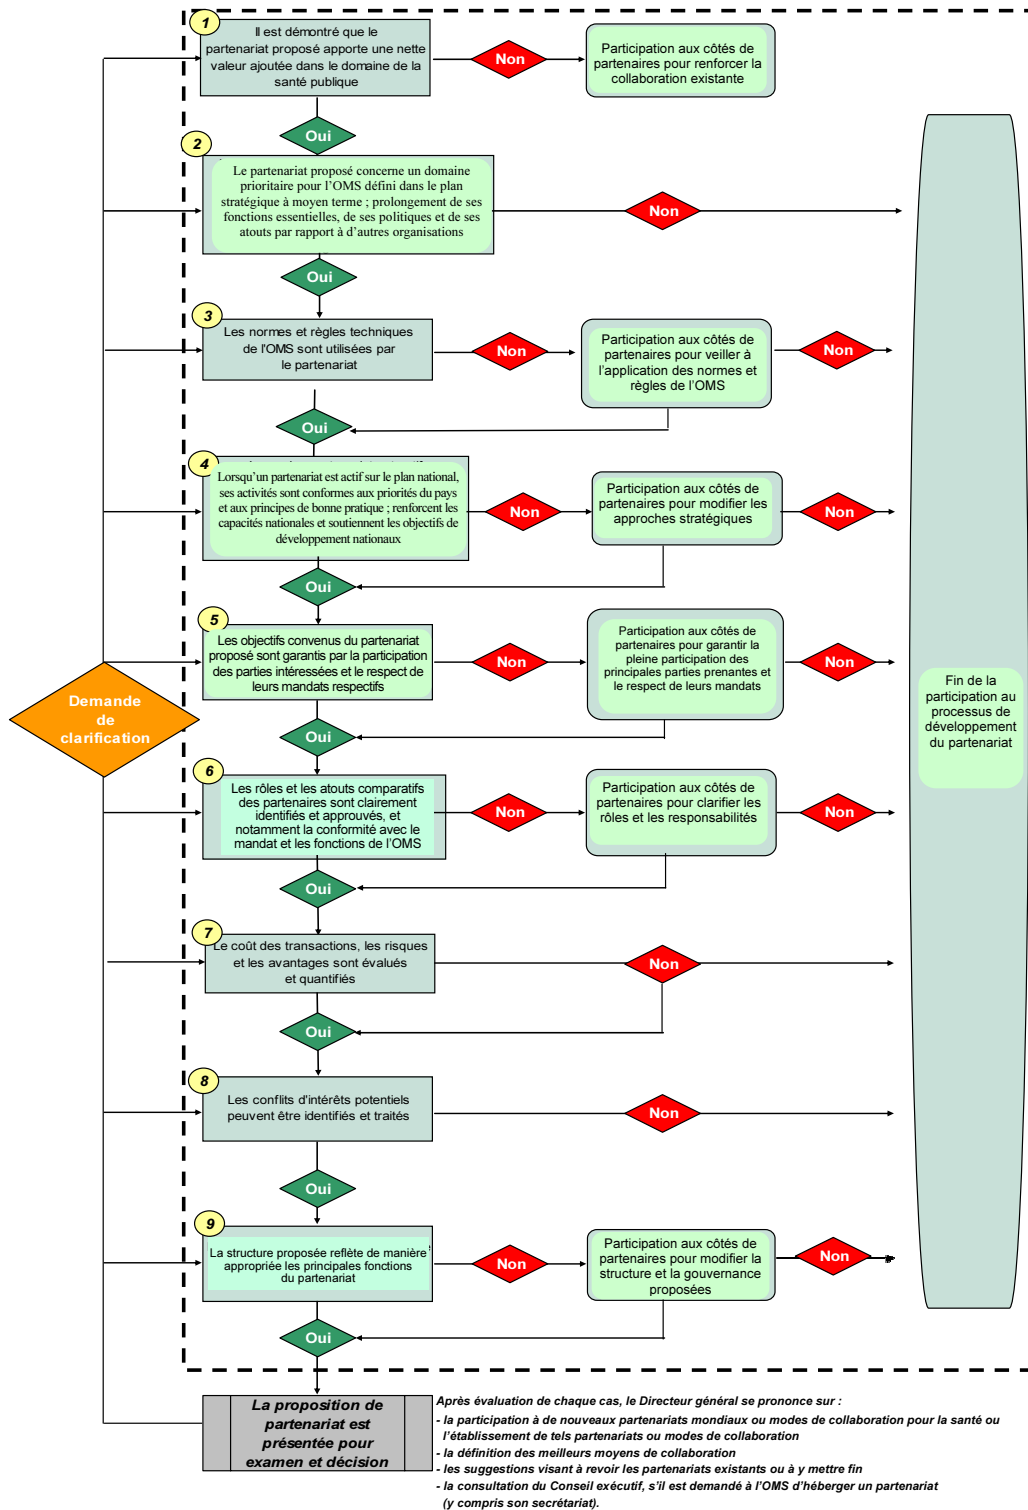 1
Il est démontré que le
partenariat proposé apporte une nette
valeur ajoutée dans le domaine de la
santé publique
Non
Participation aux côtés de
partenaires pour renforcer la
collaboration existante
Oui
2
Le partenariat proposé concerne un domaine
prioritaire pour l'OMS défini dans le plan
stratégique à moyen terme ; prolongement de ses
fonctions essentielles, de ses politiques et de ses
atouts par rapport à d'autres organisations
Non
Oui
3
Les normes et règles techniques
de l'OMS sont utilisées par
le partenariat
Non
Participation aux côtés de
partenaires pour veiller à
l'application des normes et
règles de l'OMS
Non
Oui
4
Lorsqu'un partenariat est actif sur le plan national,
ses activités sont conformes aux priorités du pays
et aux principes de bonne pratique ; renforcent les
capacités nationales et soutiennent les objectifs de
développement nationaux
Non
Participation aux côtés de
partenaires pour modifier les
approches stratégiques
Non
Oui
5
Les objectifs convenus du partenariat
proposé sont garantis par la participation
des parties intéressées et le respect de
leurs mandats respectifs
Non
Participation aux côtés de
partenaires pour garantir la
pleine participation des
principales parties prenantes et
le respect de leurs mandats
Non
Fin de la
participation au
processus de
développement
du partenariat
Demande
de
clarification
Oui
6
Les rôles et les atouts comparatifs
des partenaires sont clairement
identifiés et approuvés, et
notamment la conformité avec le
mandat et les fonctions de l'OMS
Non
Participation aux côtés de
partenaires pour clarifier les
rôles et les responsabilités
Non
Oui
7
Le coût des transactions, les risques
et les avantages sont évalués
et quantifiés
Non
Oui
8
Les conflits d'intérêts potentiels
peuvent être identifiés et traités
Non
Oui
9
La structure proposée reflète de manière
appropriée les principales fonctions
du partenariat
Non
Participation aux côtés de
partenaires pour modifier la
structure et la gouvernance
proposées
Non
Oui
La proposition de
partenariat est
présentée pour
examen et décision
Après évaluation de chaque cas, le Directeur général se prononce sur :
- la participation à de nouveaux partenariats mondiaux ou modes de collaboration pour la santé ou
l'établissement de tels partenariats ou modes de collaboration
- la définition des meilleurs moyens de collaboration
- les suggestions visant à revoir les partenariats existants ou à y mettre fin
- la consultation du Conseil exécutif, s'il est demandé à l'OMS d'héberger un partenariat
(y compris son secrétariat).